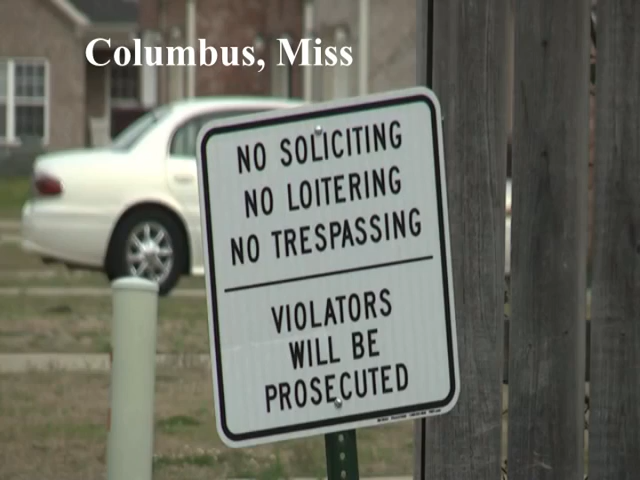 Columbus, Miss
NO SOLICITING
NO LOITERING
NO TRESPASSING
VIOLATORS
WILL BE
PROSECUTED